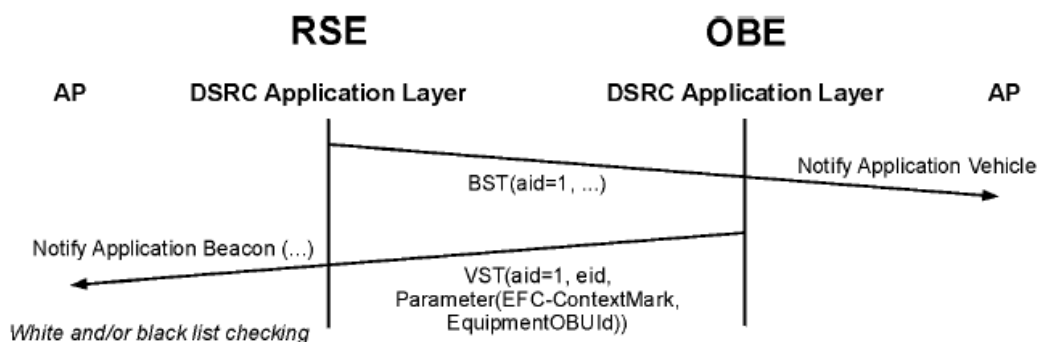 RSE OBE
AP DSRC Application Layer DSRC Application Layer AP
Notify Application Vehicle
BST(aid=1, ...)
Notify Application Beacon (...)
VST(aid=1, eid,
Parameter(EFC-ContextMark,
EquipmentOBUId))
White and/or black list checking